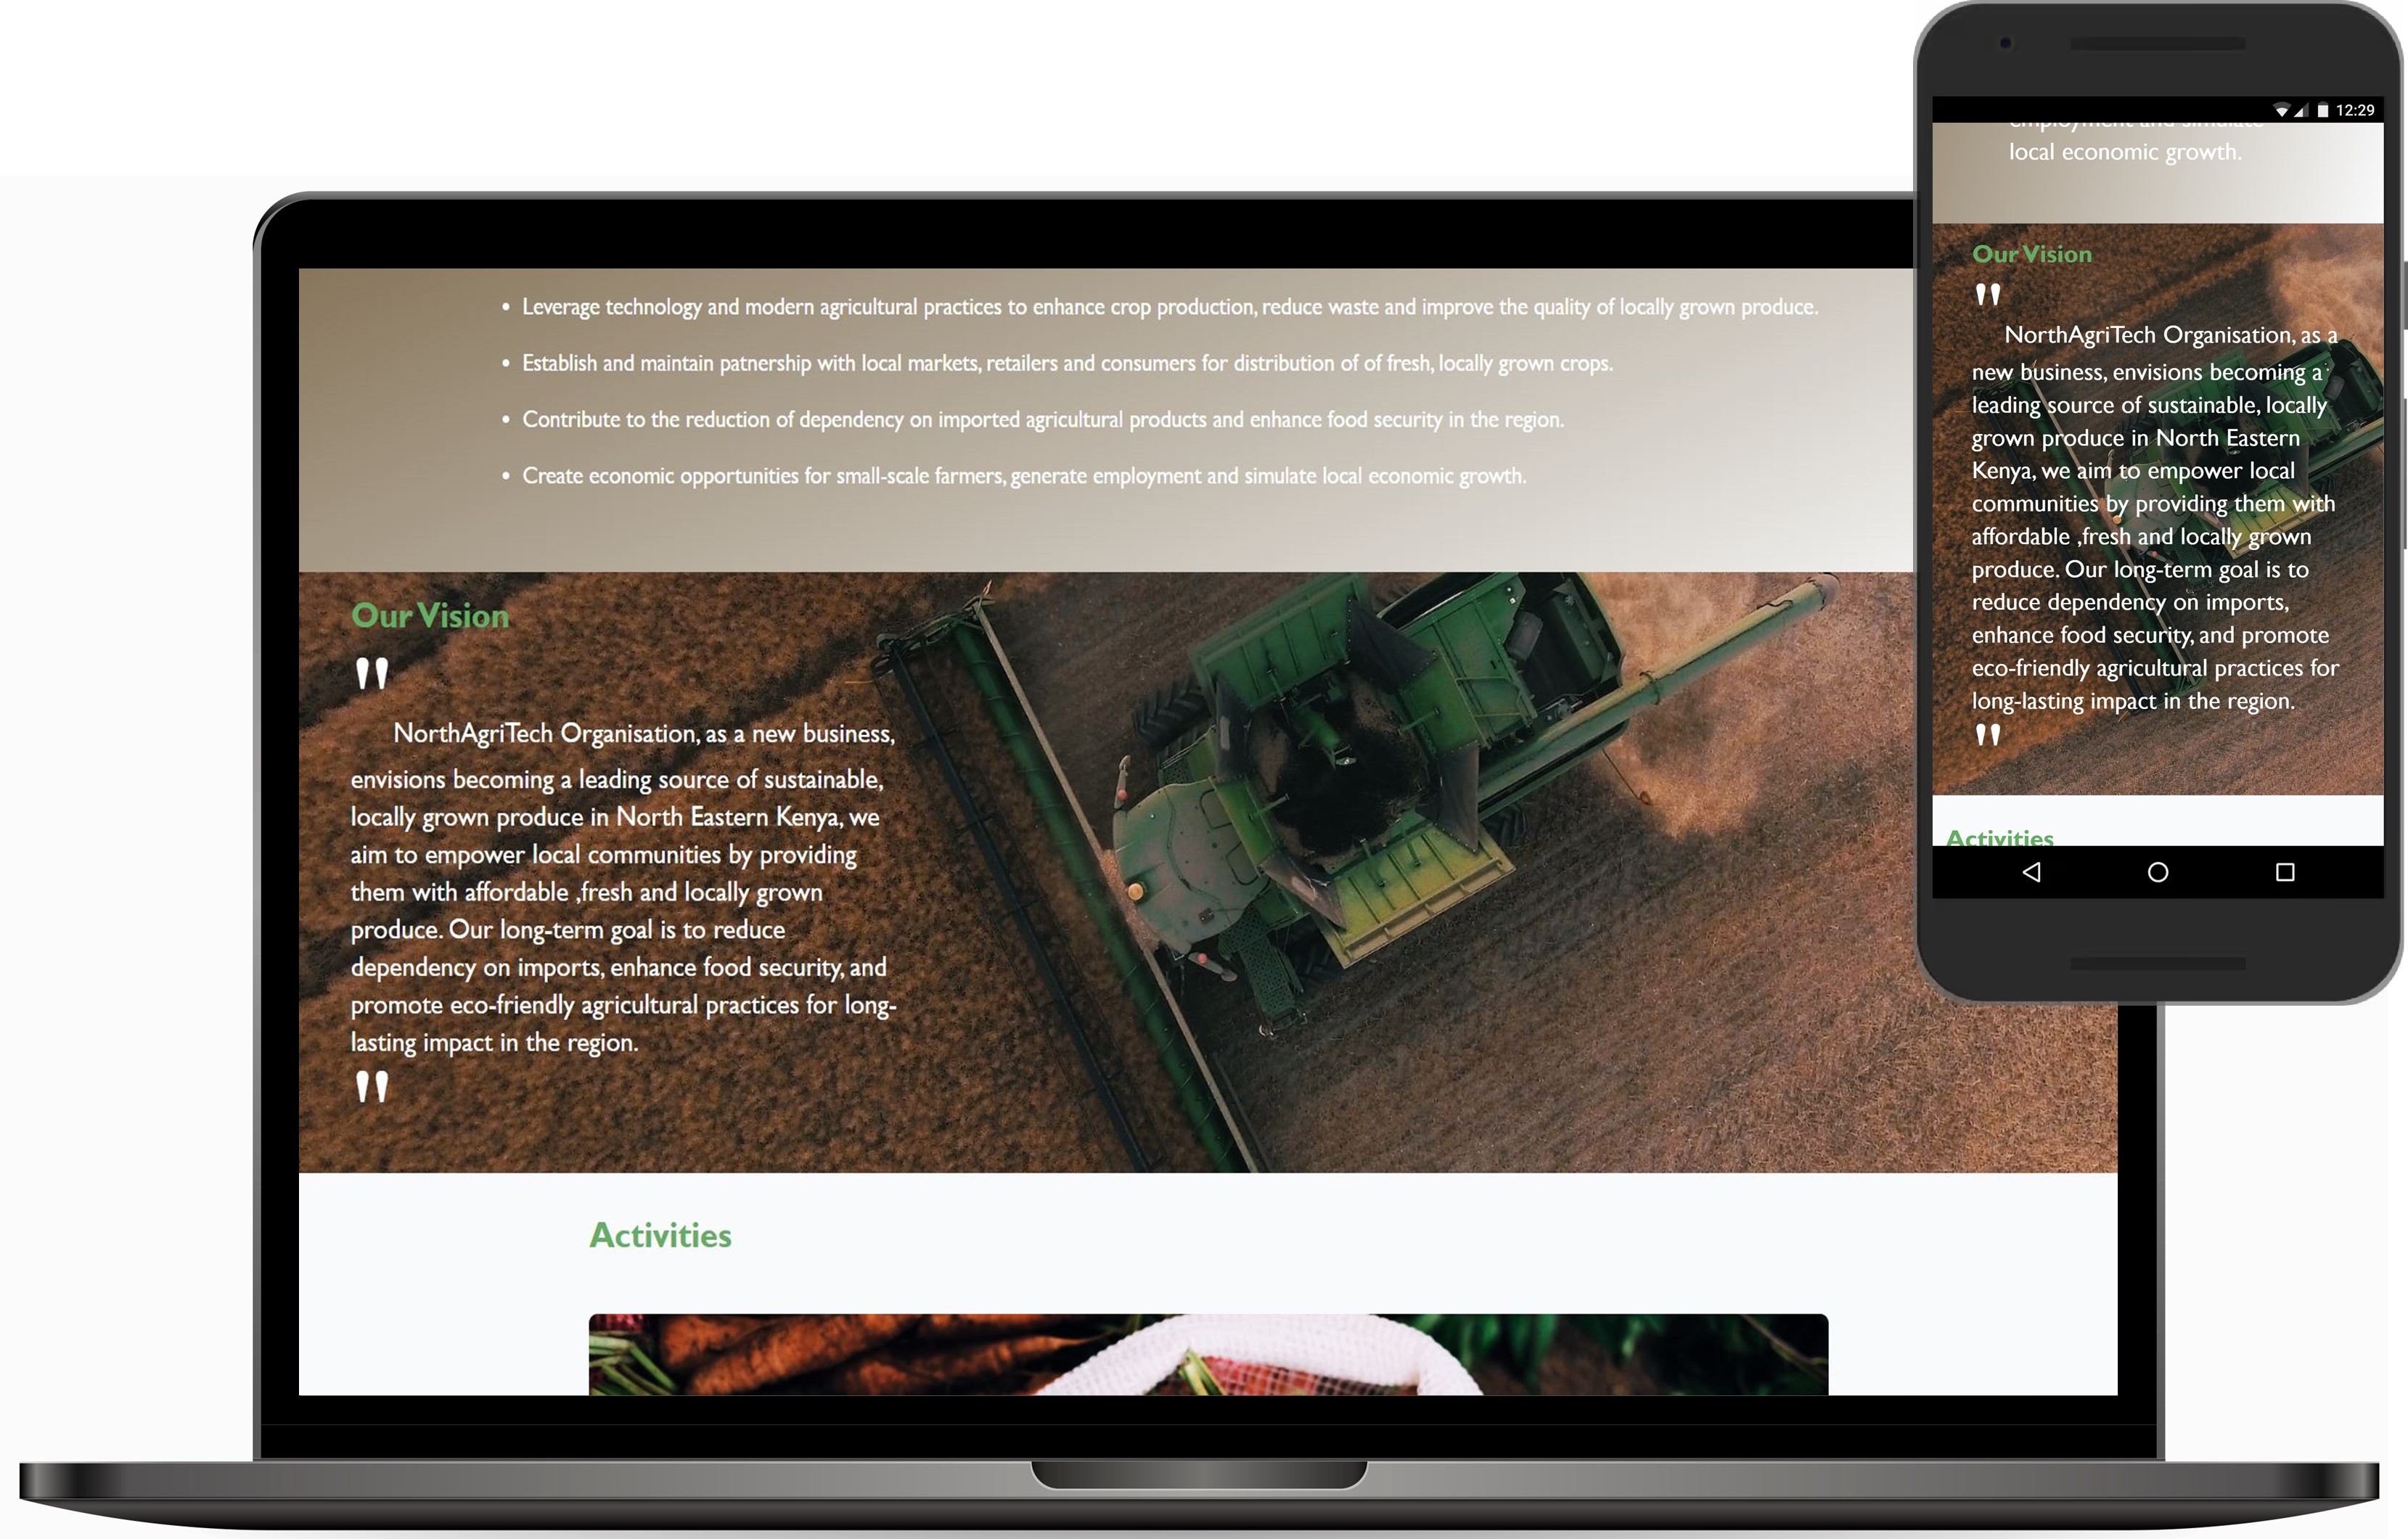 • Leverage technology and modern agricultural practices to enhance crop production, reduce waste and improve the quality of locally grown produce.
• Establish and maintain patnership with local markets, retailers and consumers for distribution of of fresh, locally grown crops.
• Contribute to the reduction of dependency on imported agricultural products and enhance food security in the region.
• Create economic opportunities for small-scale farmers, generate employment and simulate local economic growth.
Our Vision
"
NorthAgriTech Organisation, as a new business,
envisions becoming a leading source of sustainable,
locally grown produce in North Eastern Kenya, we
aim to empower local communities by providing
them with affordable ,fresh and locally grown
produce. Our long-term goal is to reduce
dependency on imports, enhance food security, and
promote eco-friendly agricultural practices for long-
lasting impact in the region.
"
Activities
12:29
employment and simulate
local economic growth.
Our Vision
"
NorthAgriTech Organisation, as a
new business, envisions becoming a
leading source of sustainable, locally
grown produce in North Eastern
Kenya, we aim to empower local
communities by providing them with
affordable ,fresh and locally grown
produce. Our long-term goal is to
reduce dependency on imports,
enhance food security, and promote
eco-friendly agricultural practices for
long-lasting impact in the region.
"
Activities